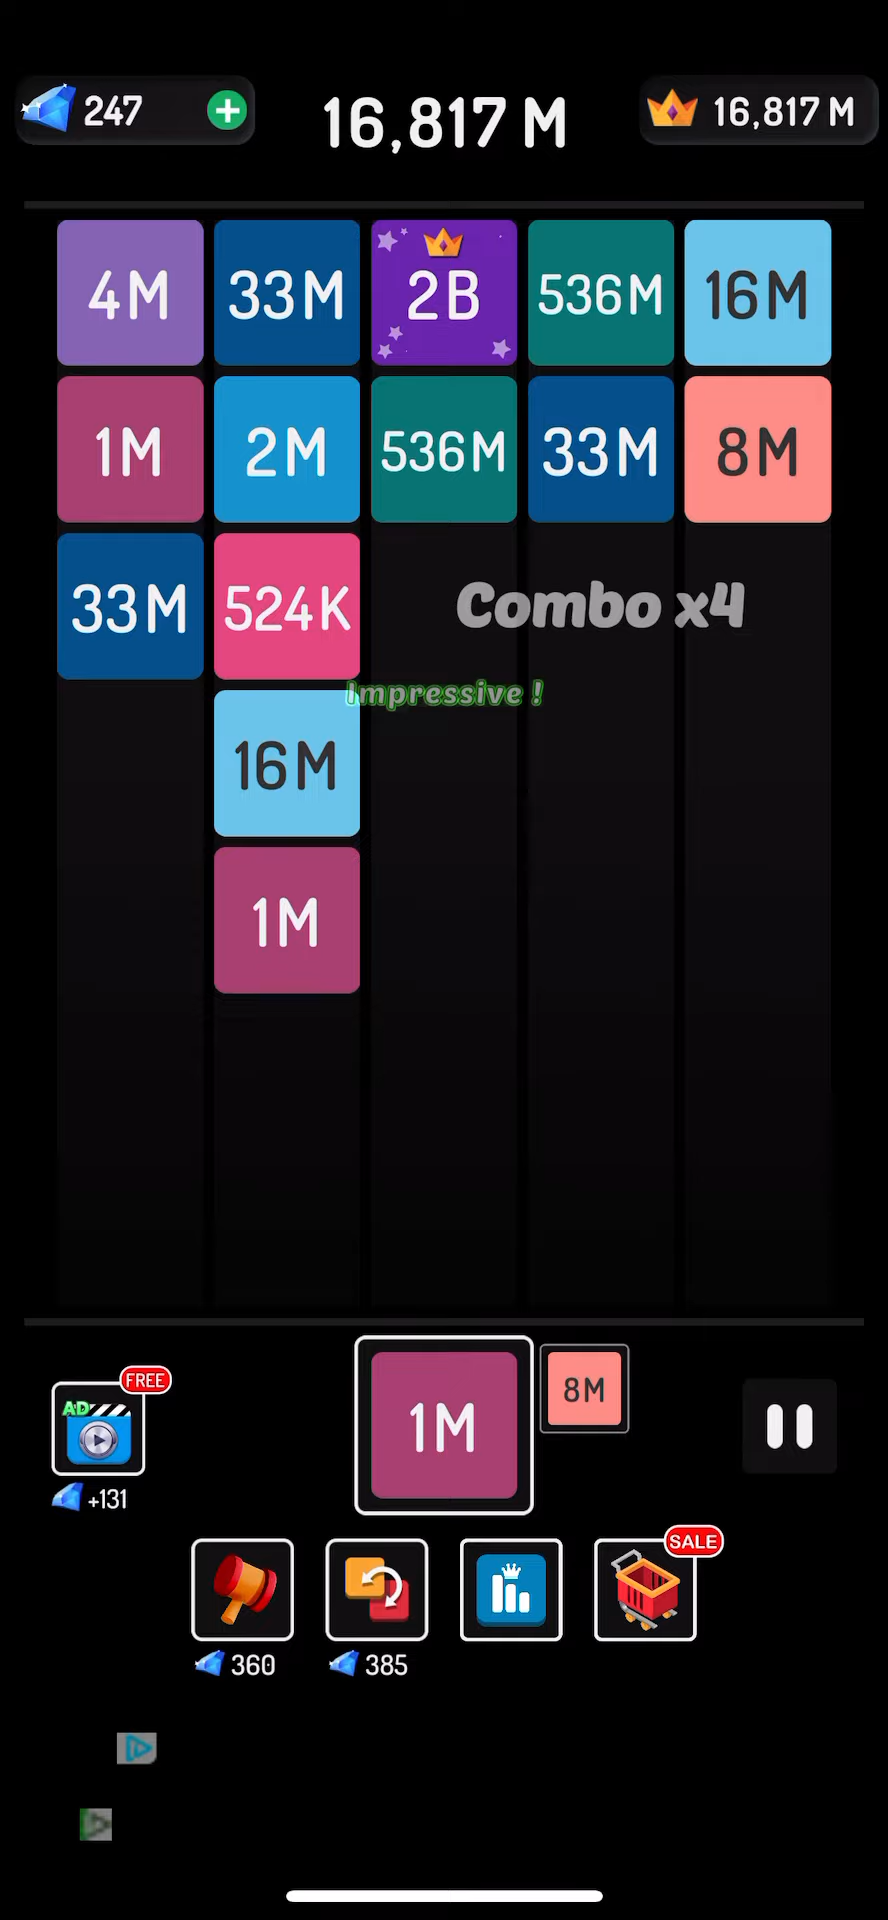 247
16,817 M
16,817 M
4M 33M 2B 536M 16M
1M 2M 536M 33M 8M
33M 524K
Combo x4
Impressive !
16M
1M
1M
8M
FREE
AD
+131
SALE
360
385